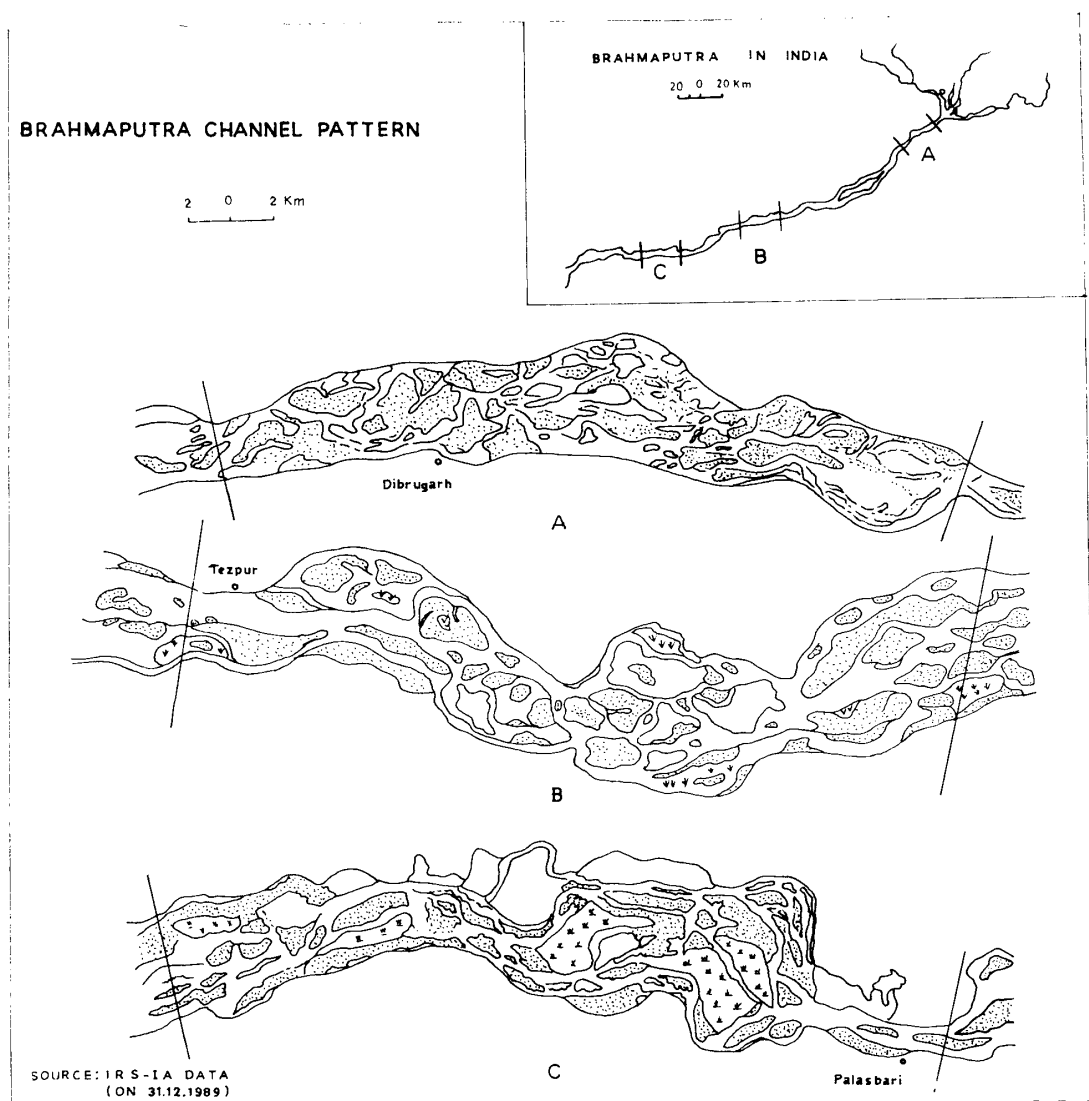 BRAHMAPUTRA IN INDIA
20 0 20 Km
BRAHMAPUTRA CHANNEL PATTERN
2 0 2 Km
A
B
C
Dibrugarh
A
Tezpur
B
C
Palasbari
SOURCE: IRS-IA DATA
(ON 31.12.1989)